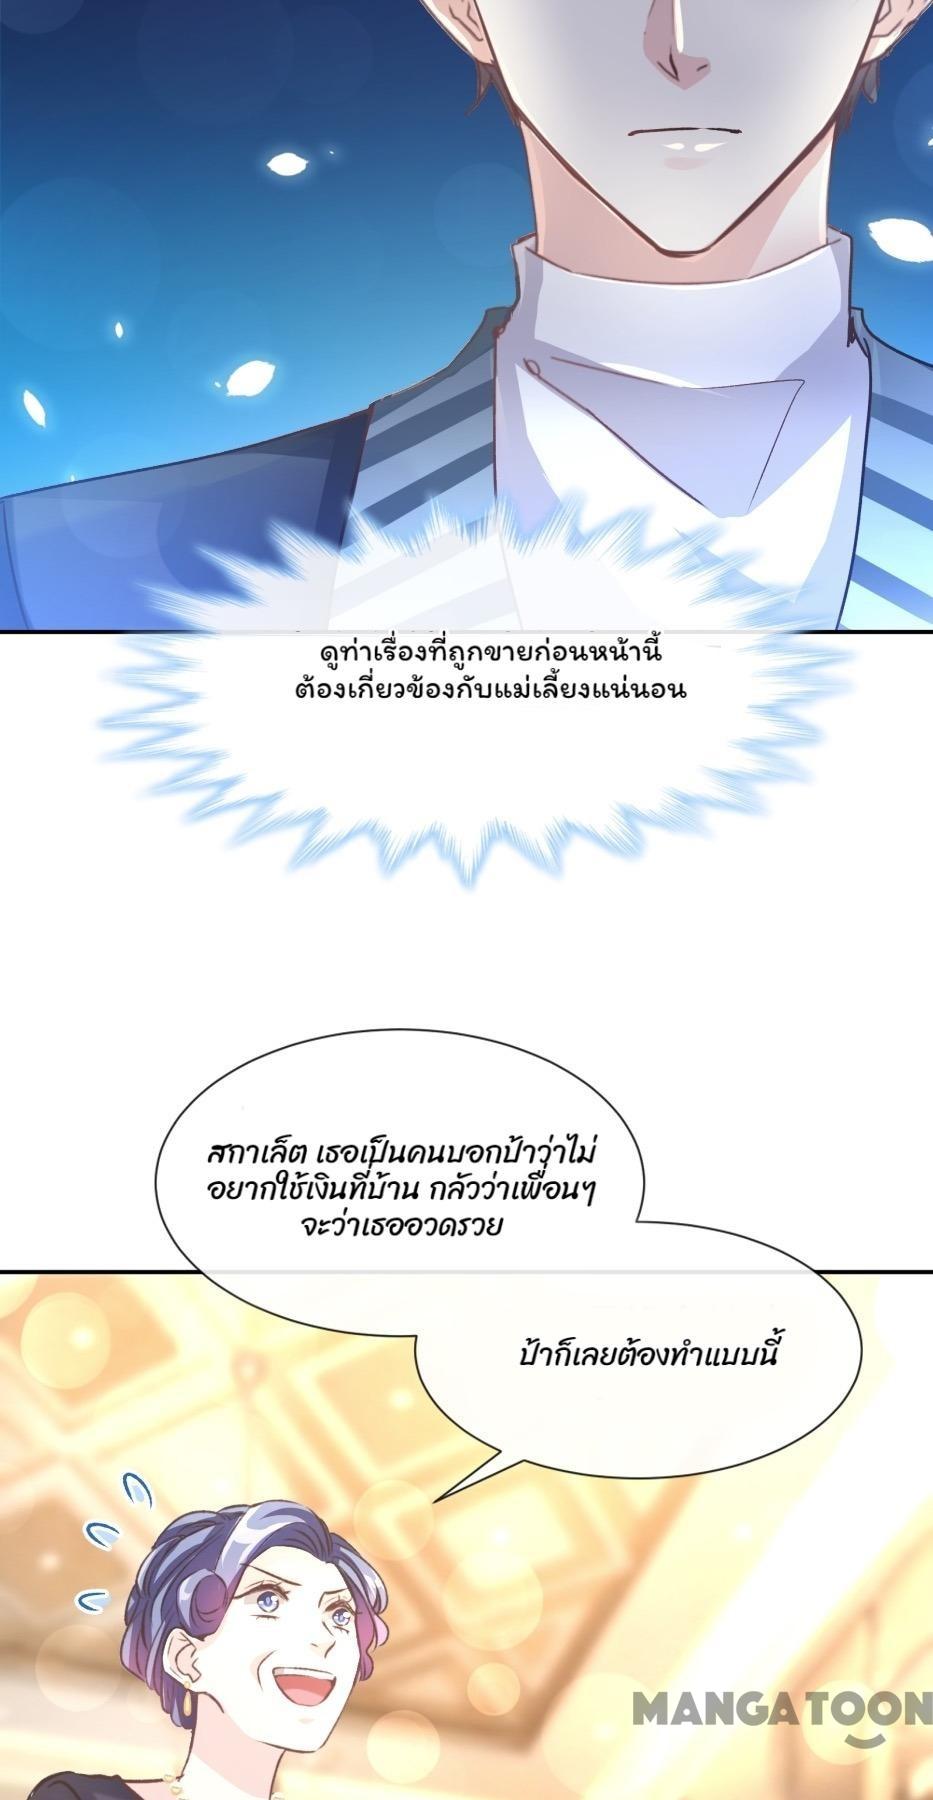 ดูท่าเรื่องที่ถูกขายก่อนหน้านี้
ต้องเกี่ยวข้องกับแม่เลี้ยงแน่นอน
สกาเล็ต เธอเป็นคนบอกป้าว่าไม่
อยากใช้เงินที่บ้าน กลัวว่าเพื่อนๆ
จะว่าเธออวดรวย
ป้าก็เลยต้องทำแบบนี้
MANGATOON